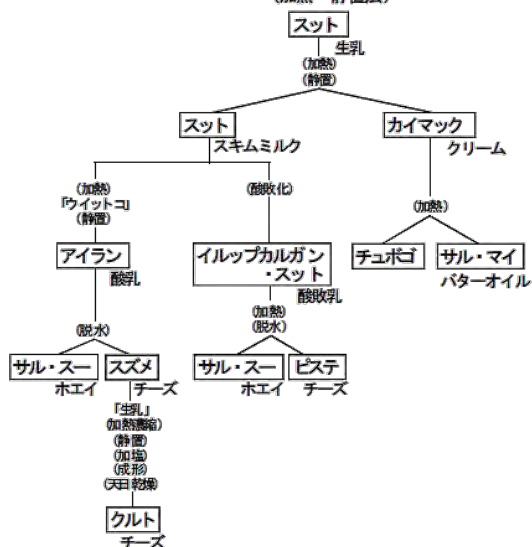 スット
生乳
(加熱)
(静置)
スット
スキムミルク
カイマック
クリーム
(加熱)
「ウイットコ」
(静置)
(酸敗化)
(加熱)
アイラン
酸乳
イルップカルガン
・スット
酸敗乳
チュボゴ
サル・マイ
バターオイル
(脱水)
(加熱)
(脱水)
サル・スー
ホエイ
スズメ
チーズ
サル・スー
ホエイ
ピステ
チーズ
「生乳」
(加熱濃縮)
(静置)
(加塩)
(成形)
(天日乾燥)
クルト
チーズ